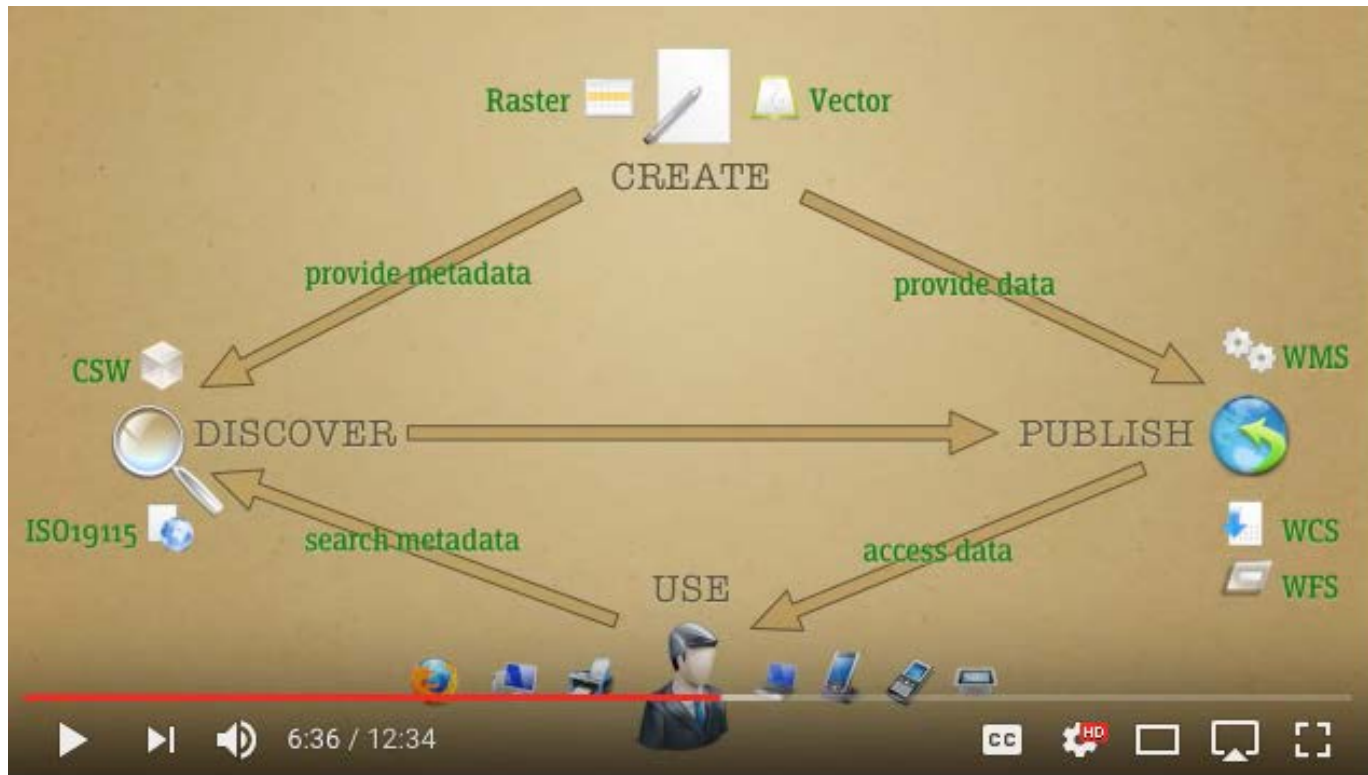 Raster
Vector
CREATE
provide metadata
provide data
CSW
WMS
DISCOVER
PUBLISH
ISO19115
search metadata
access data
WCS
USE
WFS
6:36 / 12:34
CC
HD